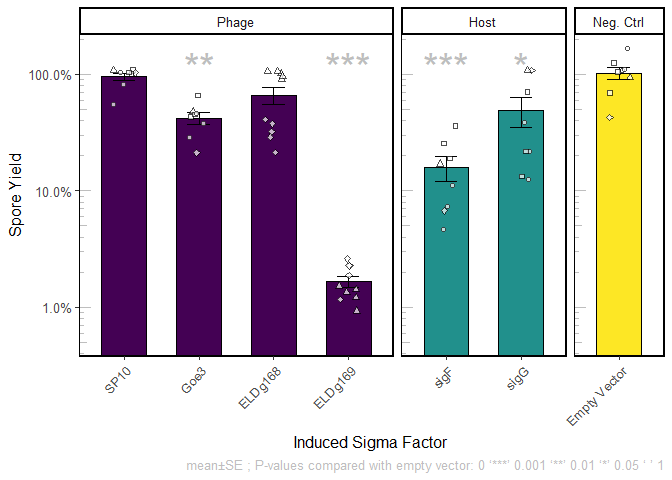 Phage Host Neg. Ctrl
** *** *** *
100.0%
10.0%
1.0%
Spore Yield
SP10 Goe3 ELDg168 ELDg169 sigF sigG Empty Vector
Induced Sigma Factor
mean±SE ; P-values compared with empty vector: 0 '***' 0.001 '**' 0.01 '*' 0.05 ' ' 1